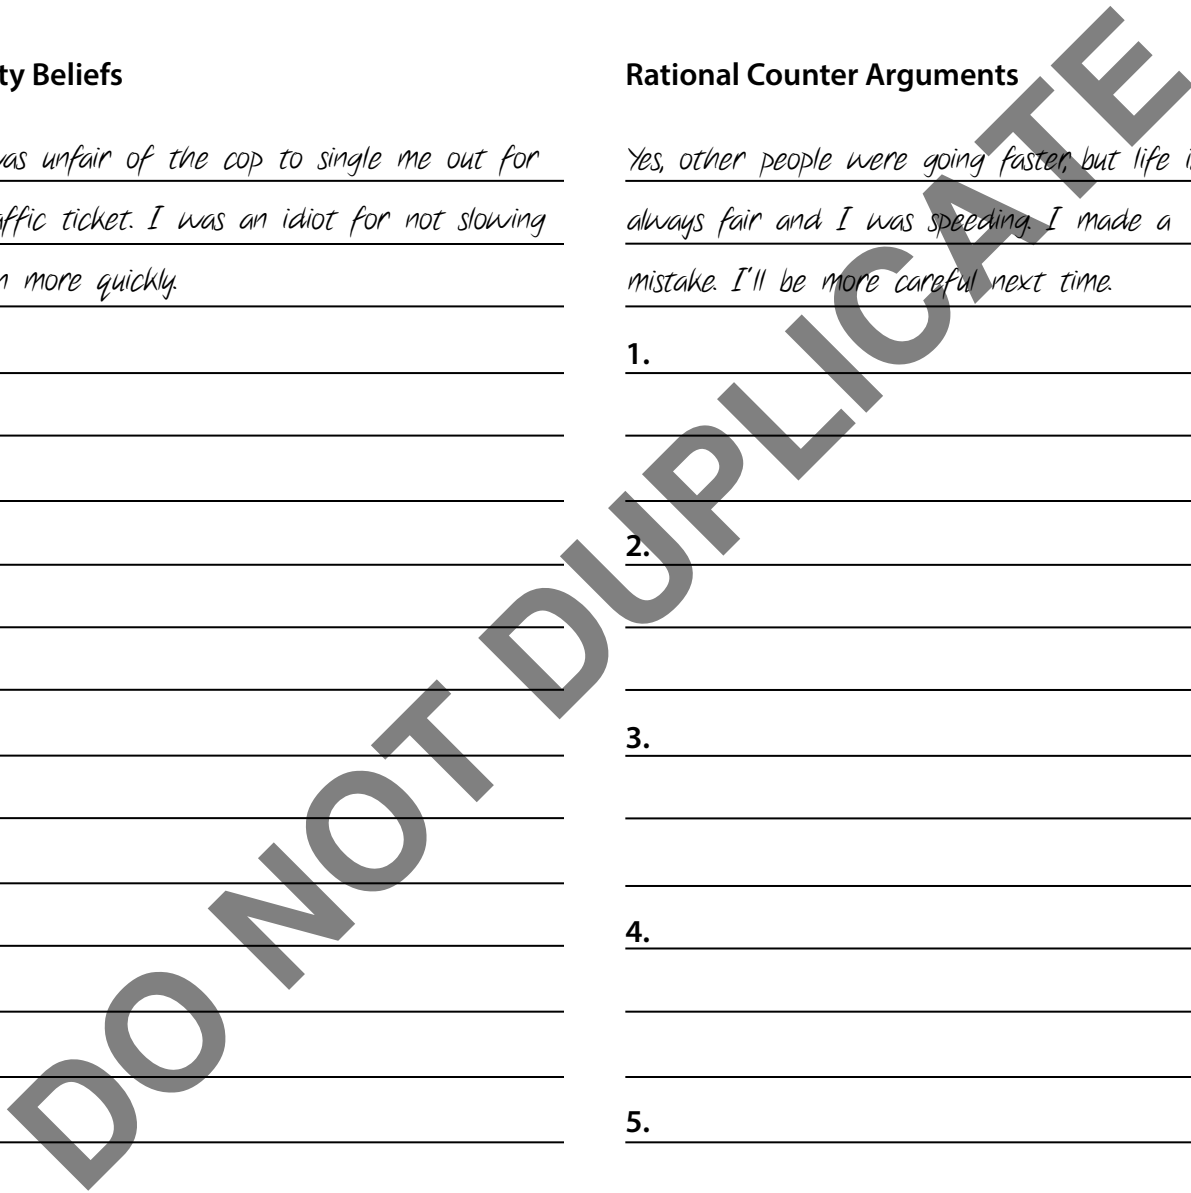 ty Beliefs
was unfair of the cop to single me out for
affic ticket. I was an idiot for not slowing
n more quickly.
Rational Counter Arguments
Yes, other people were going faster, but life i
always fair and I was speeding. I made a
mistake. I'll be more careful next time.
1.
2.
3.
4.
5.
DO NOT DUPLICATE